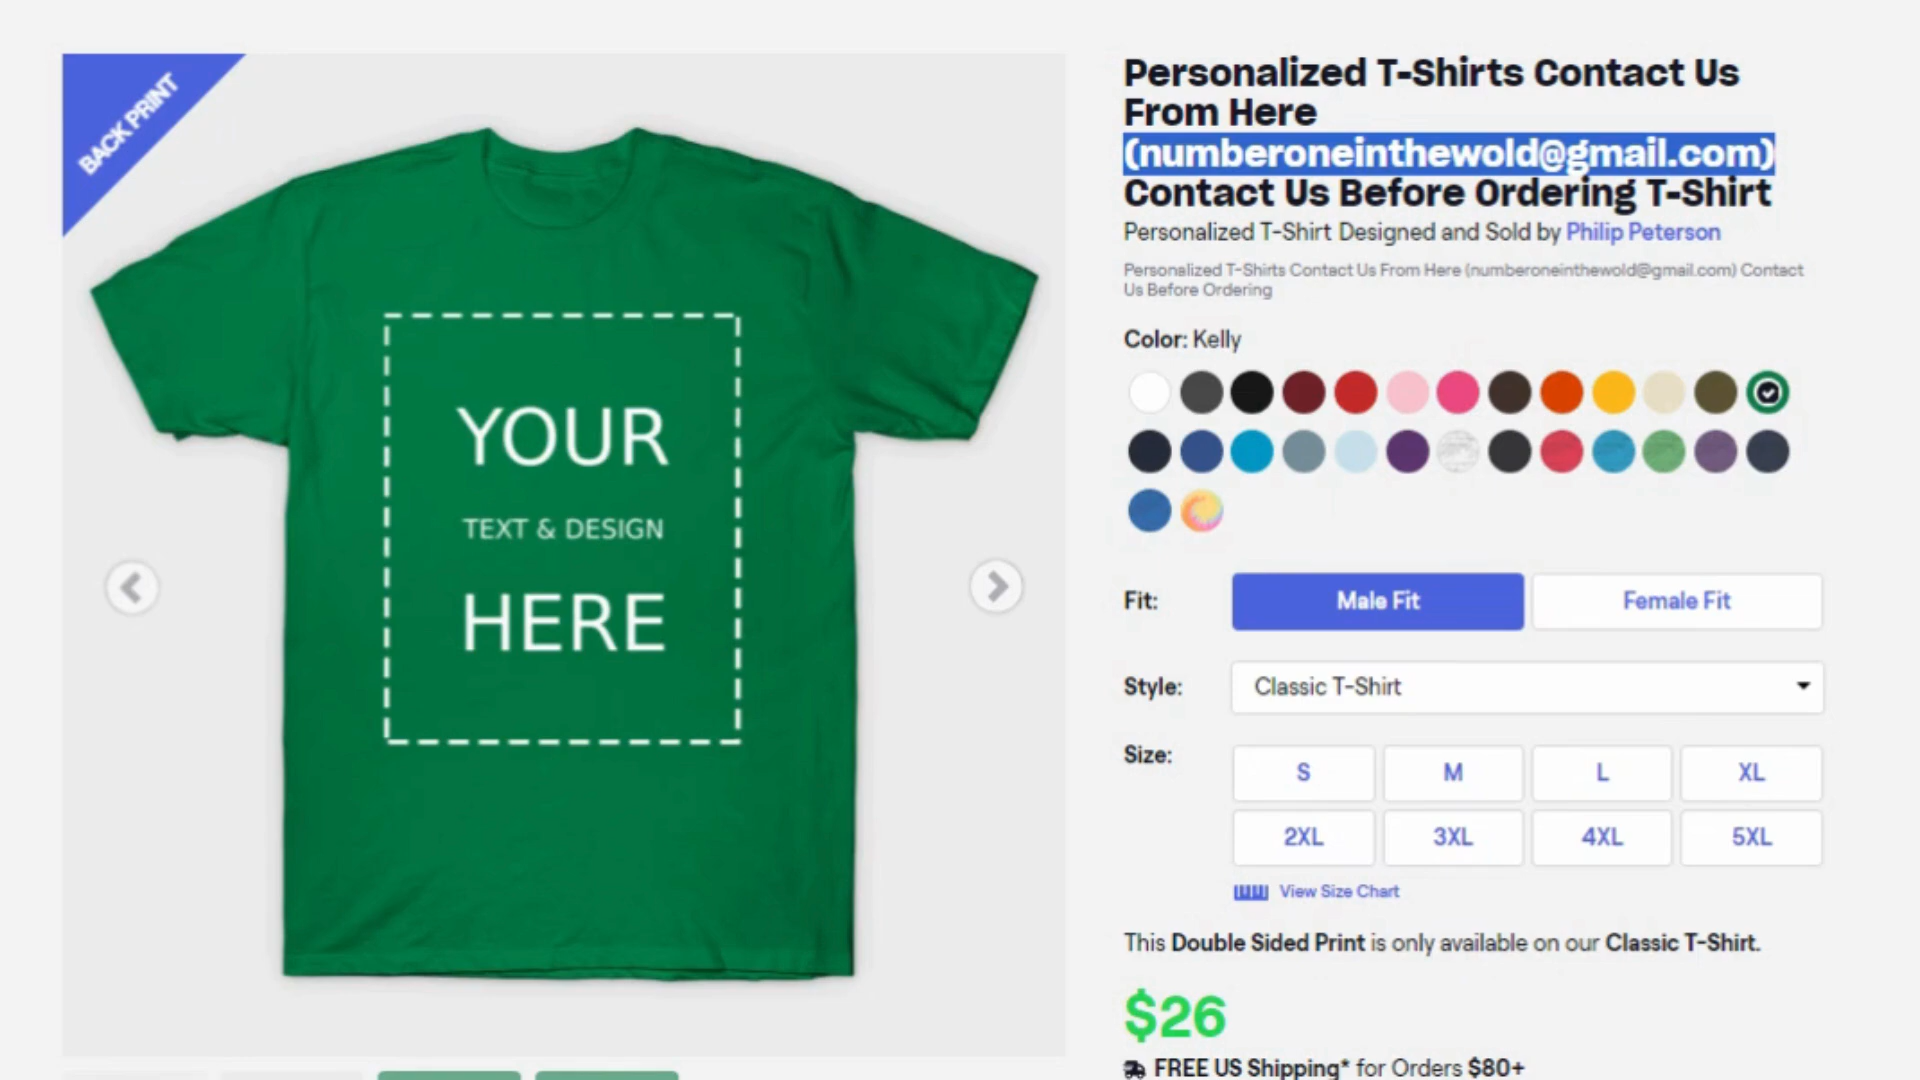 BACK PRINT
YOUR
TEXT & DESIGN
HERE
Personalized T-Shirts Contact Us
From Here
(numberoneinthewold@gmail.com)
Contact Us Before Ordering T-Shirt
Personalized T-Shirt Designed and Sold by Philip Peterson
Personalized T-Shirts Contact Us From Here (numberoneinthewold@gmail.com) Contact
Us Before Ordering
Color: Kelly
Fit: Male Fit Female Fit
Style: Classic T-Shirt
Size: S M L XL
2XL 3XL 4XL 5XL
View Size Chart
This Double Sided Print is only available on our Classic T-Shirt.
$26
FREE US Shipping* for Orders $80+